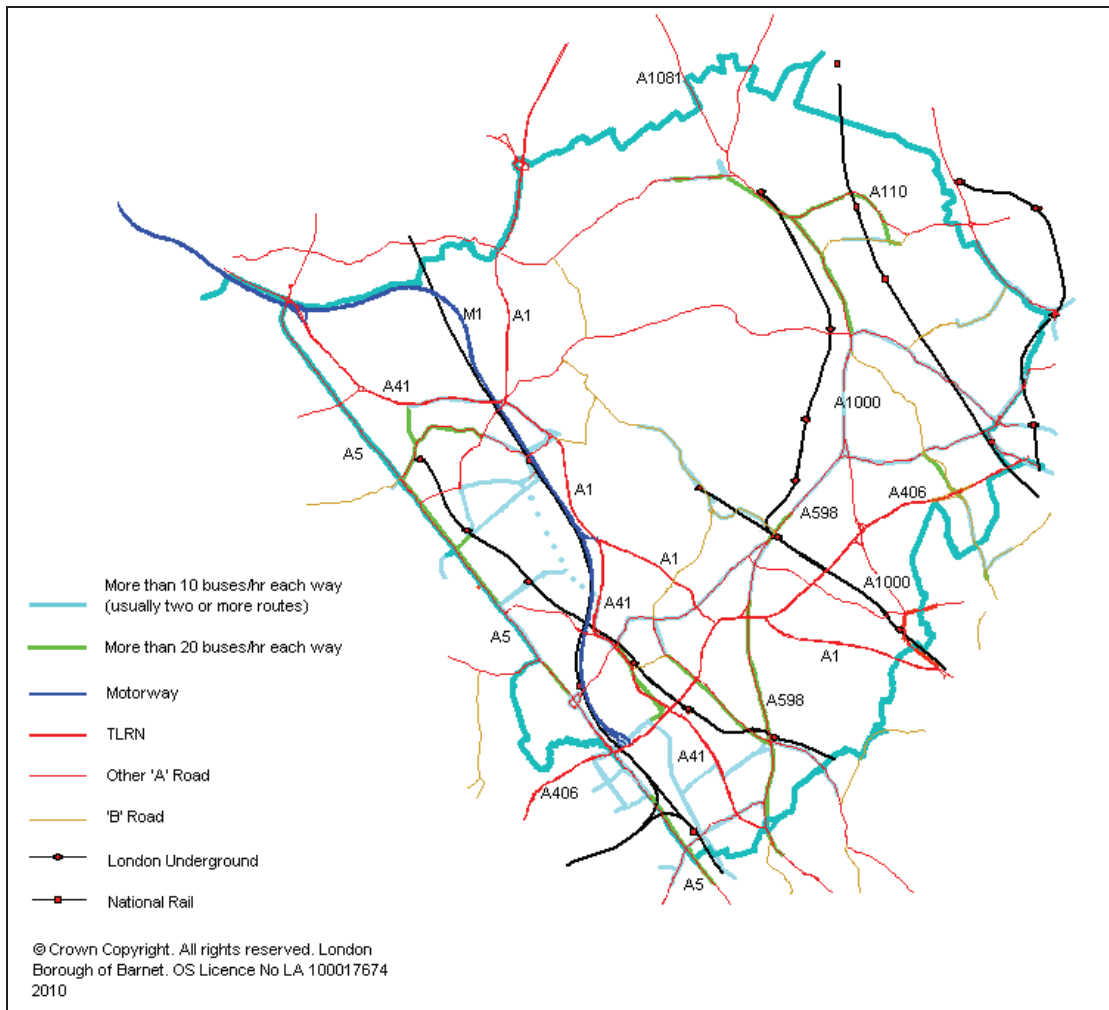 A1081
A110
M1
A1
A41
A1000
A5
A1
A406
A598
A1
A1000
A41
A5
A1
A598
A41
A406
A5
More than 10 buses/hr each way
(usually two or more routes)
More than 20 buses/hr each way
Motorway
TLRN
Other 'A' Road
'B' Road
London Underground
National Rail
© Crown Copyright. All rights reserved. London
Borough of Barnet. OS Licence No LA 100017674
2010